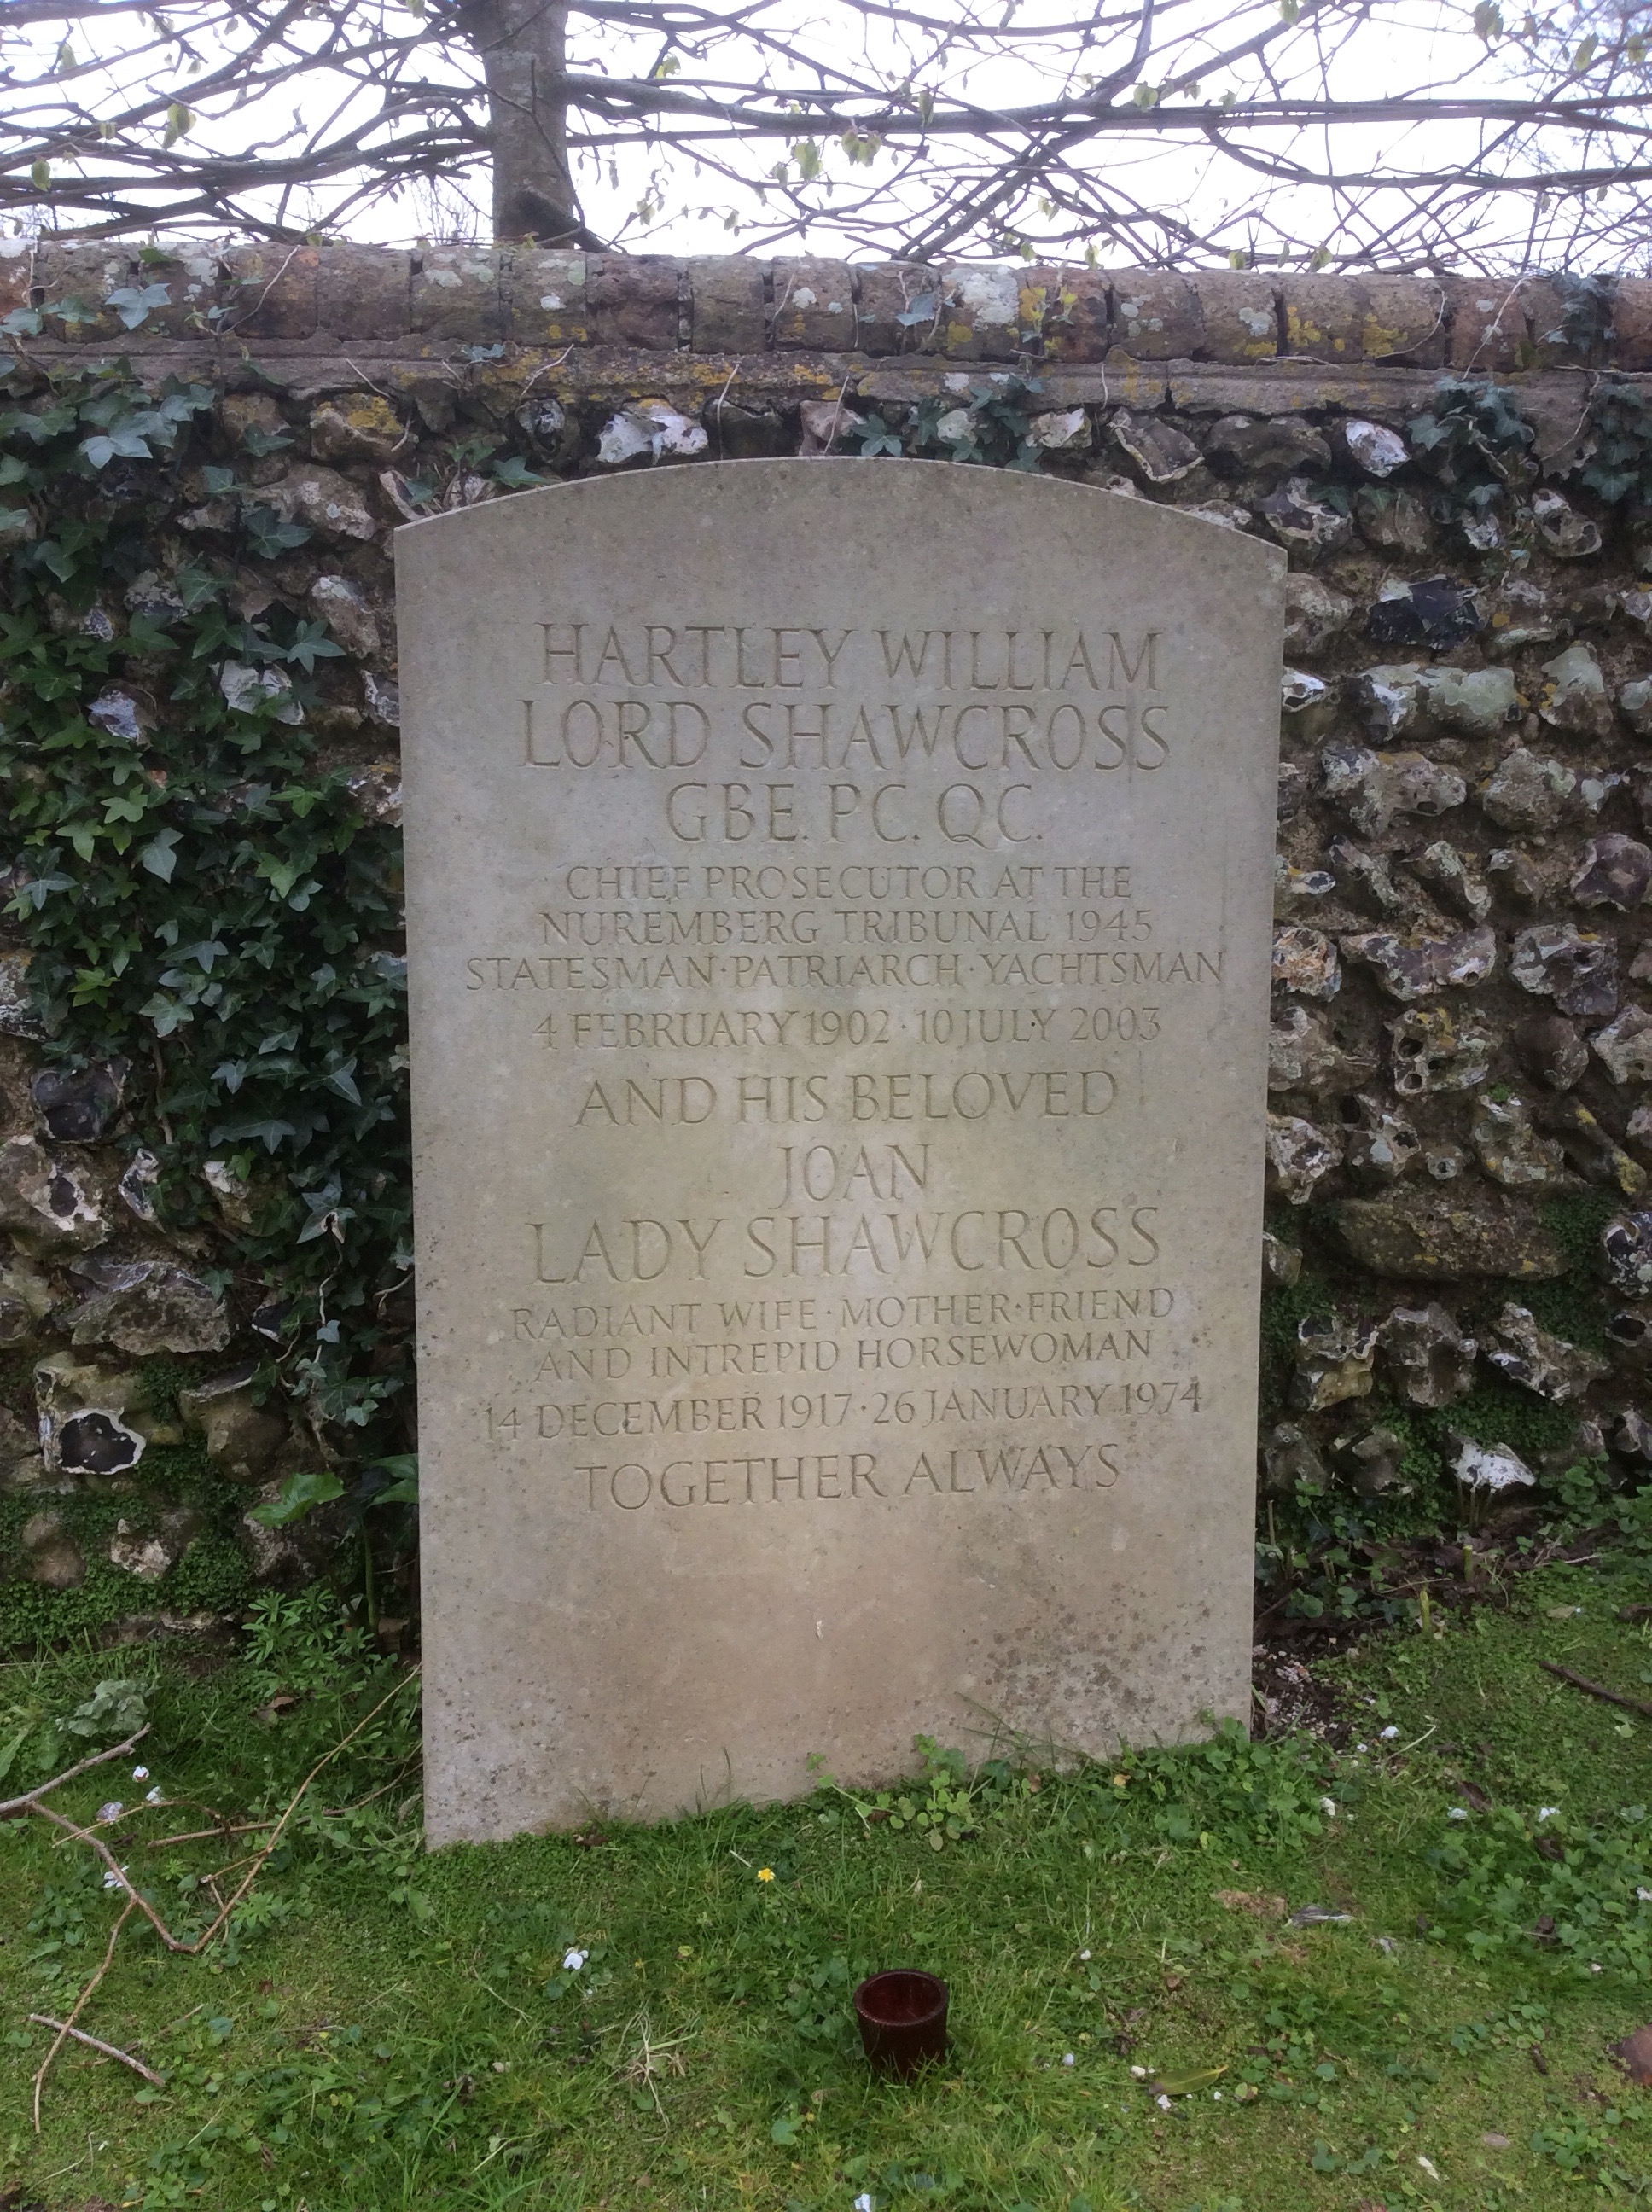 HARTLEY WILLIAM
LORD SHAWCROSS
GBE. PC. QC.
CHIEF PROSECUTOR AT THE
NUREMBERG TRIBUNAL 1945
STATESMAN·PATRIARCH·YACHTSMAN
4 FEBRUARY 1902·10 JULY 2003
AND HIS BELOVED
JOAN
LADY SHAWCROSS
RADIANT WIFE·MOTHER·FRIEND
AND INTREPID HORSEWOMAN
14 DECEMBER 1917·26 JANUARY 1974
TOGETHER ALWAYS